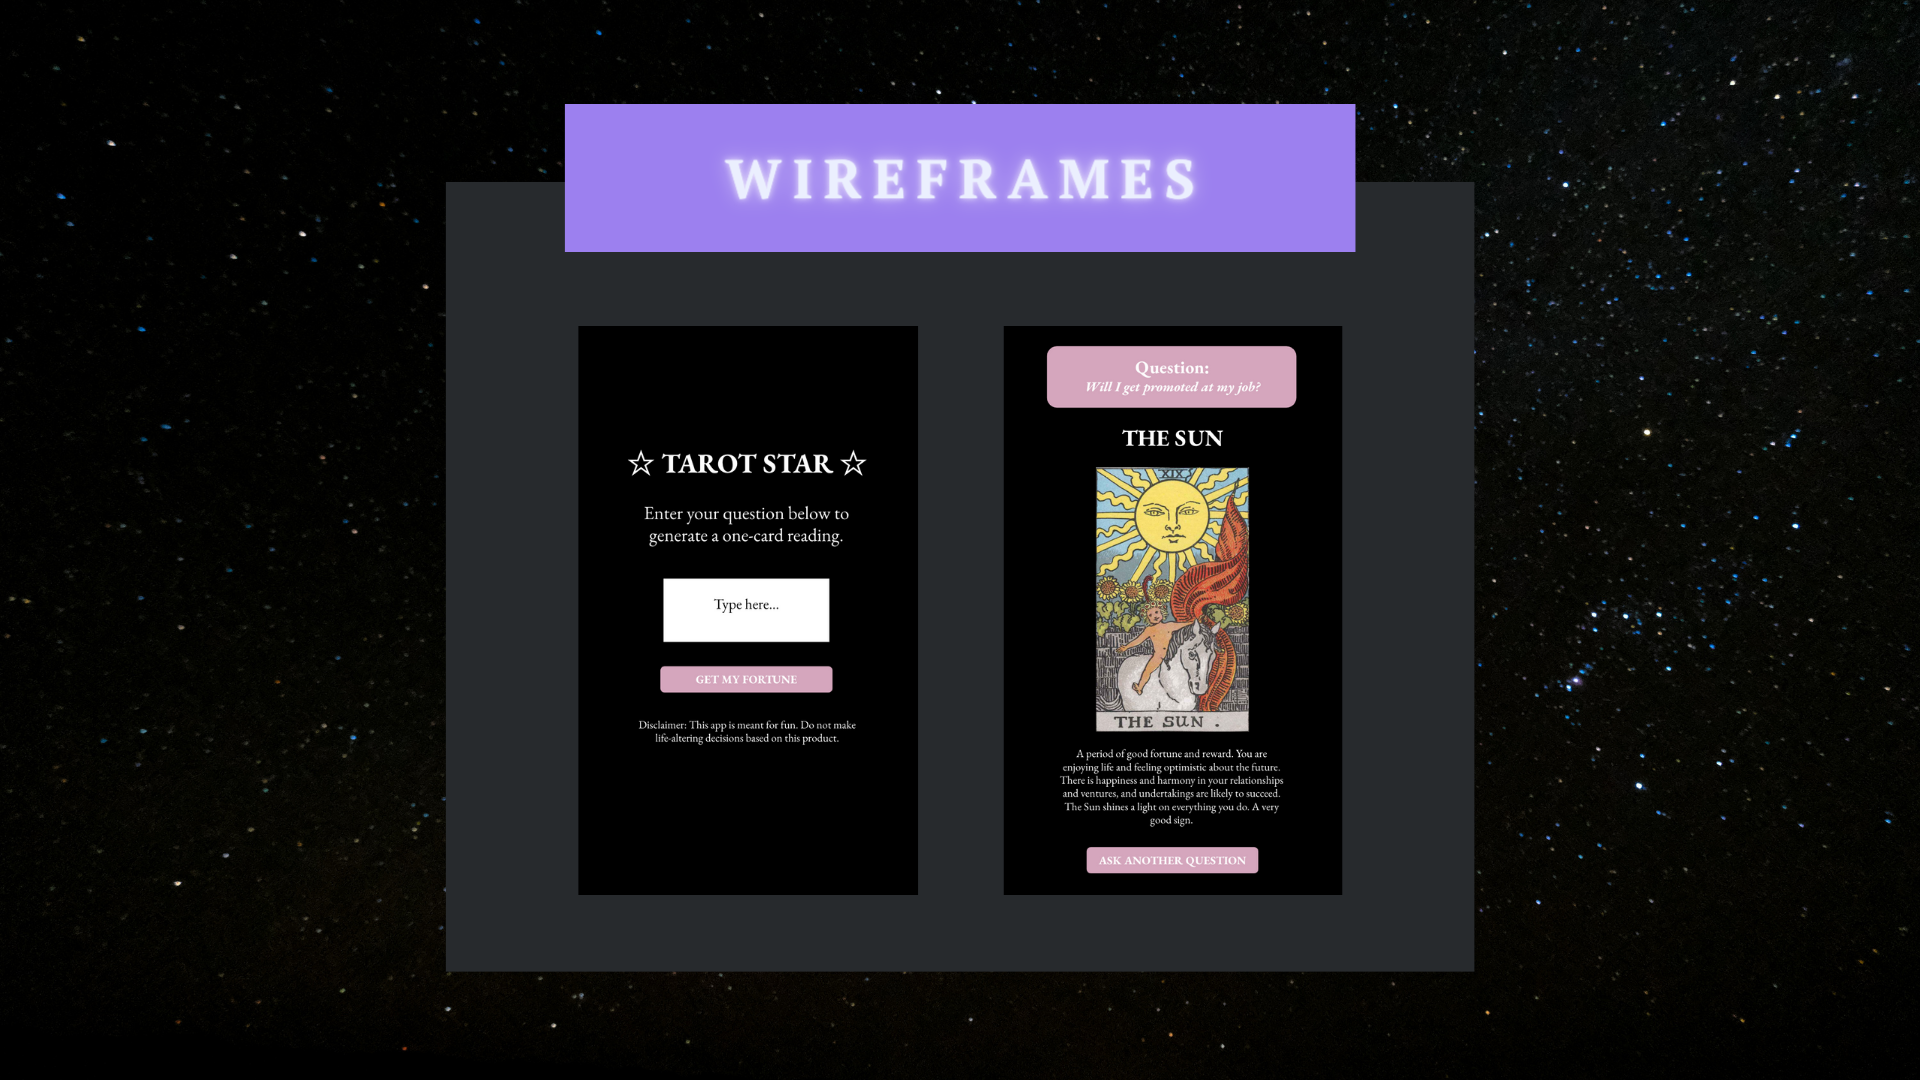 WIREFRAMES
☆ TAROT STAR ☆
Enter your question below to
generate a one-card reading.
Type here...
GET MY FORTUNE
Disclaimer: This app is meant for fun. Do not make
life-altering decisions based on this product.
Question:
Will I get promoted at my job?
THE SUN
XIX
THE SUN .
A period of good fortune and reward. You are
enjoying life and feeling optimistic about the future.
There is happiness and harmony in your relationships
and ventures, and undertakings are likely to succeed.
The Sun shines a light on everything you do. A very
good sign.
ASK ANOTHER QUESTION